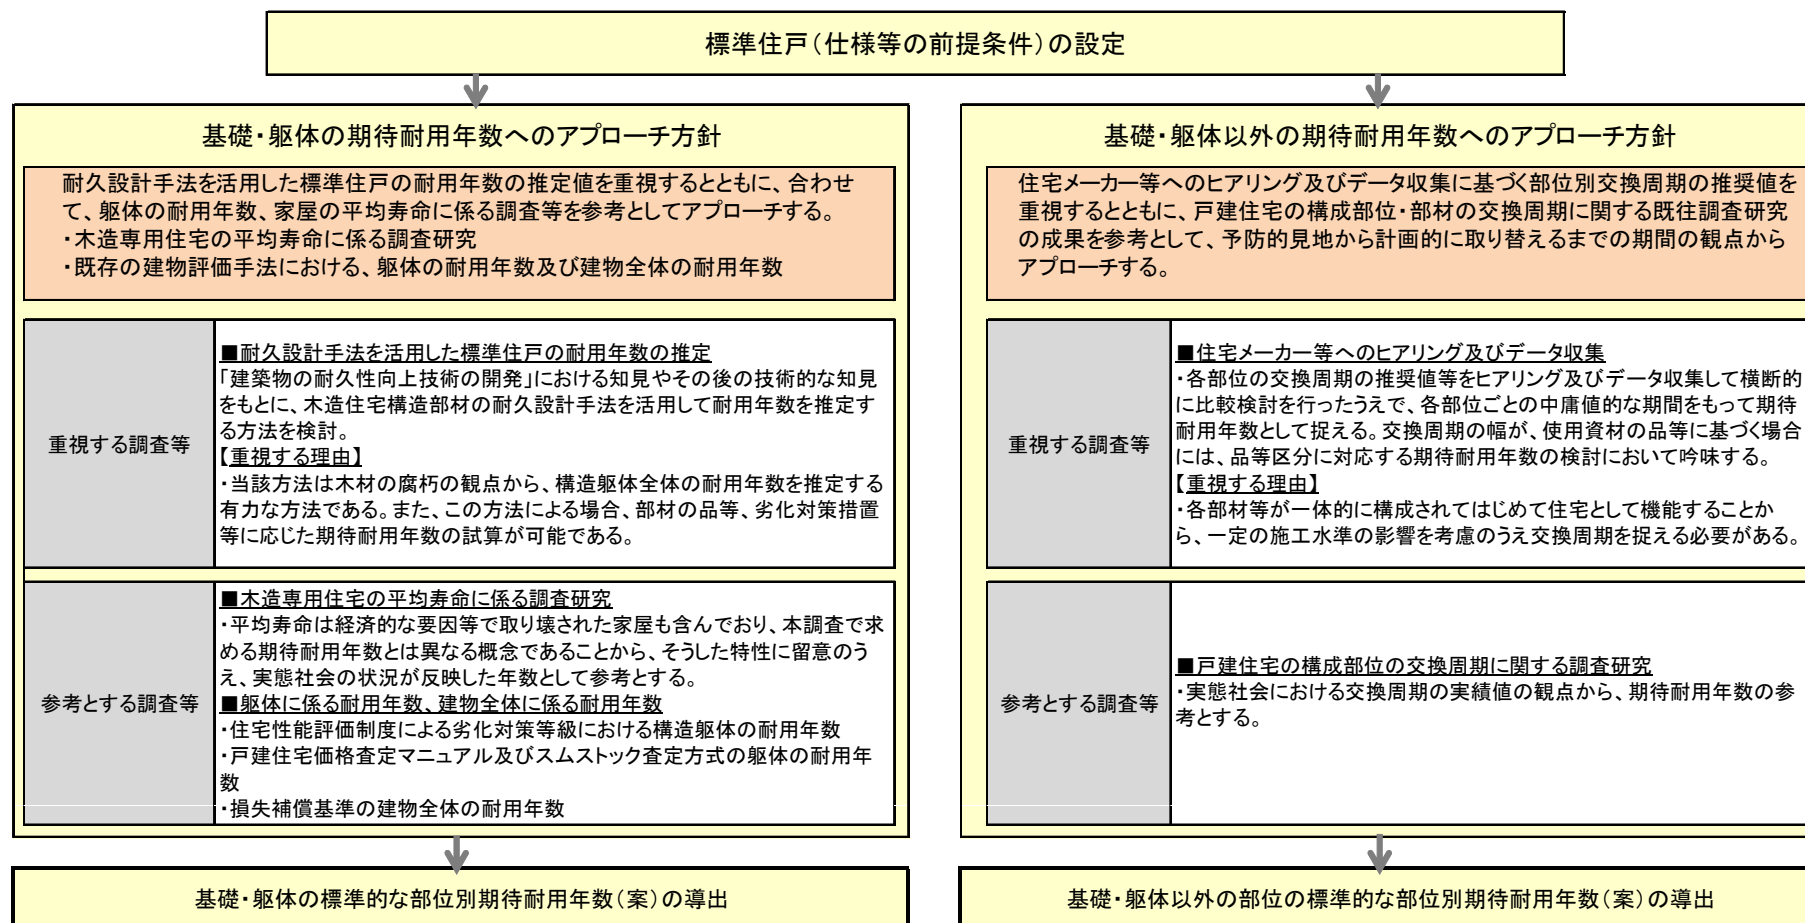 標準住戸(仕様等の前提条件)の設定
基礎・躯体の期待耐用年数へのアプローチ方針
耐久設計手法を活用した標準住戸の耐用年数の推定値を重視するとともに、合わせ
て、躯体の耐用年数、家屋の平均寿命に係る調査等を参考としてアプローチする。
・木造専用住宅の平均寿命に係る調査研究
・既存の建物評価手法における、躯体の耐用年数及び建物全体の耐用年数
重視する調査等
■耐久設計手法を活用した標準住戸の耐用年数の推定
「建築物の耐久性向上技術の開発」における知見やその後の技術的な知見
をもとに、木造住宅構造部材の耐久設計手法を活用して耐用年数を推定す
る方法を検討。
【重視する理由】
・当該方法は木材の腐朽の観点から、構造躯体全体の耐用年数を推定する
有力な方法である。また、この方法による場合、部材の品等、劣化対策措置
等に応じた期待耐用年数の試算が可能である。
参考とする調査等
■木造専用住宅の平均寿命に係る調査研究
・平均寿命は経済的な要因等で取り壊された家屋も含んでおり、本調査で求
める期待耐用年数とは異なる概念であることから、そうした特性に留意のう
え、実態社会の状況が反映した年数として参考とする。
■躯体に係る耐用年数、建物全体に係る耐用年数
・住宅性能評価制度による劣化対策等級における構造躯体の耐用年数
・戸建住宅価格査定マニュアル及びスムストック査定方式の躯体の耐用年
数
・損失補償基準の建物全体の耐用年数
基礎・躯体の標準的な部位別期待耐用年数(案)の導出
基礎・躯体以外の期待耐用年数へのアプローチ方針
住宅メーカー等へのヒアリング及びデータ収集に基づく部位別交換周期の推奨値を
重視するとともに、戸建住宅の構成部位・部材の交換周期に関する既往調査研究
の成果を参考として、予防的見地から計画的に取り替えるまでの期間の観点から
アプローチする。
重視する調査等
■住宅メーカー等へのヒアリング及びデータ収集
・各部位の交換周期の推奨値等をヒアリング及びデータ収集して横断的
に比較検討を行ったうえで、各部位ごとの中庸値的な期間をもって期待
耐用年数として捉える。交換周期の幅が、使用資材の品等に基づく場合
には、品等区分に対応する期待耐用年数の検討において吟味する。
【重視する理由】
・各部材等が一体的に構成されてはじめて住宅として機能することか
ら、一定の施工水準の影響を考慮のうえ交換周期を捉える必要がある。
参考とする調査等
■戸建住宅の構成部位の交換周期に関する調査研究
・実態社会における交換周期の実績値の観点から、期待耐用年数の参
考とする。
基礎・躯体以外の部位の標準的な部位別期待耐用年数(案)の導出